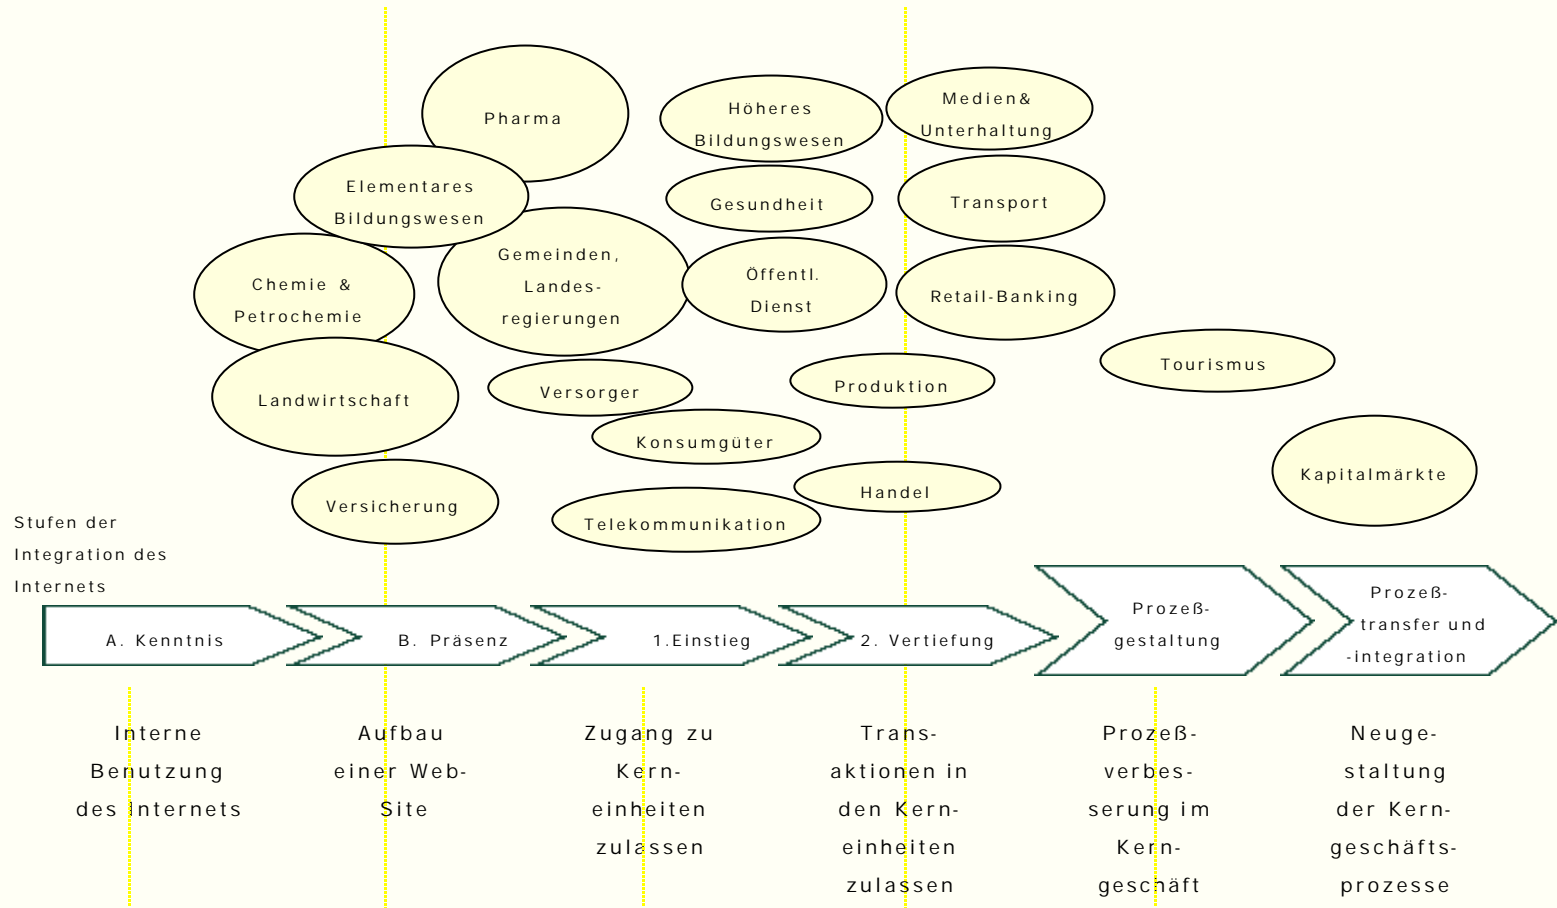 Pharma
Höheres
Bildungswesen
Medien&
Unterhaltung
Elementares
Bildungswesen
Gesundheit
Transport
Chemie &
Petrochemie
Gemeinden,
Landes-
regierungen
Öffentl.
Dienst
Retail-Banking
Tourismus
Landwirtschaft
Versorger
Produktion
Konsumgüter
Kapitalmärkte
Versicherung
Telekommunikation
Handel
Stufen der
Integration des
Internets
A. Kenntnis
B. Präsenz
1.Einstieg
2. Vertiefung
Prozeß-
gestaltung
Prozeß-
transfer und
-integration
Interne
Benutzung
des Internets
Aufbau
einer Web-
Site
Zugang zu
Kern-
einheiten
zulassen
Trans-
aktionen in
den Kern-
einheiten
zulassen
Prozeß-
verbes-
serung im
Kern-
geschäft
Neuge-
staltung
der Kern-
geschäfts-
prozesse